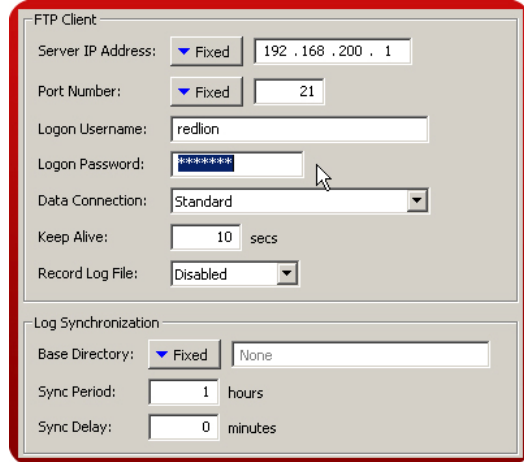 FTP Client
Server IP Address: Fixed 192 . 168 . 200 . 1
Port Number: Fixed 21
Logon Username: redlion
Logon Password: *******
Data Connection: Standard
Keep Alive: 10 secs
Record Log File: Disabled
Log Synchronization
Base Directory: Fixed None
Sync Period: 1 hours
Sync Delay: 0 minutes